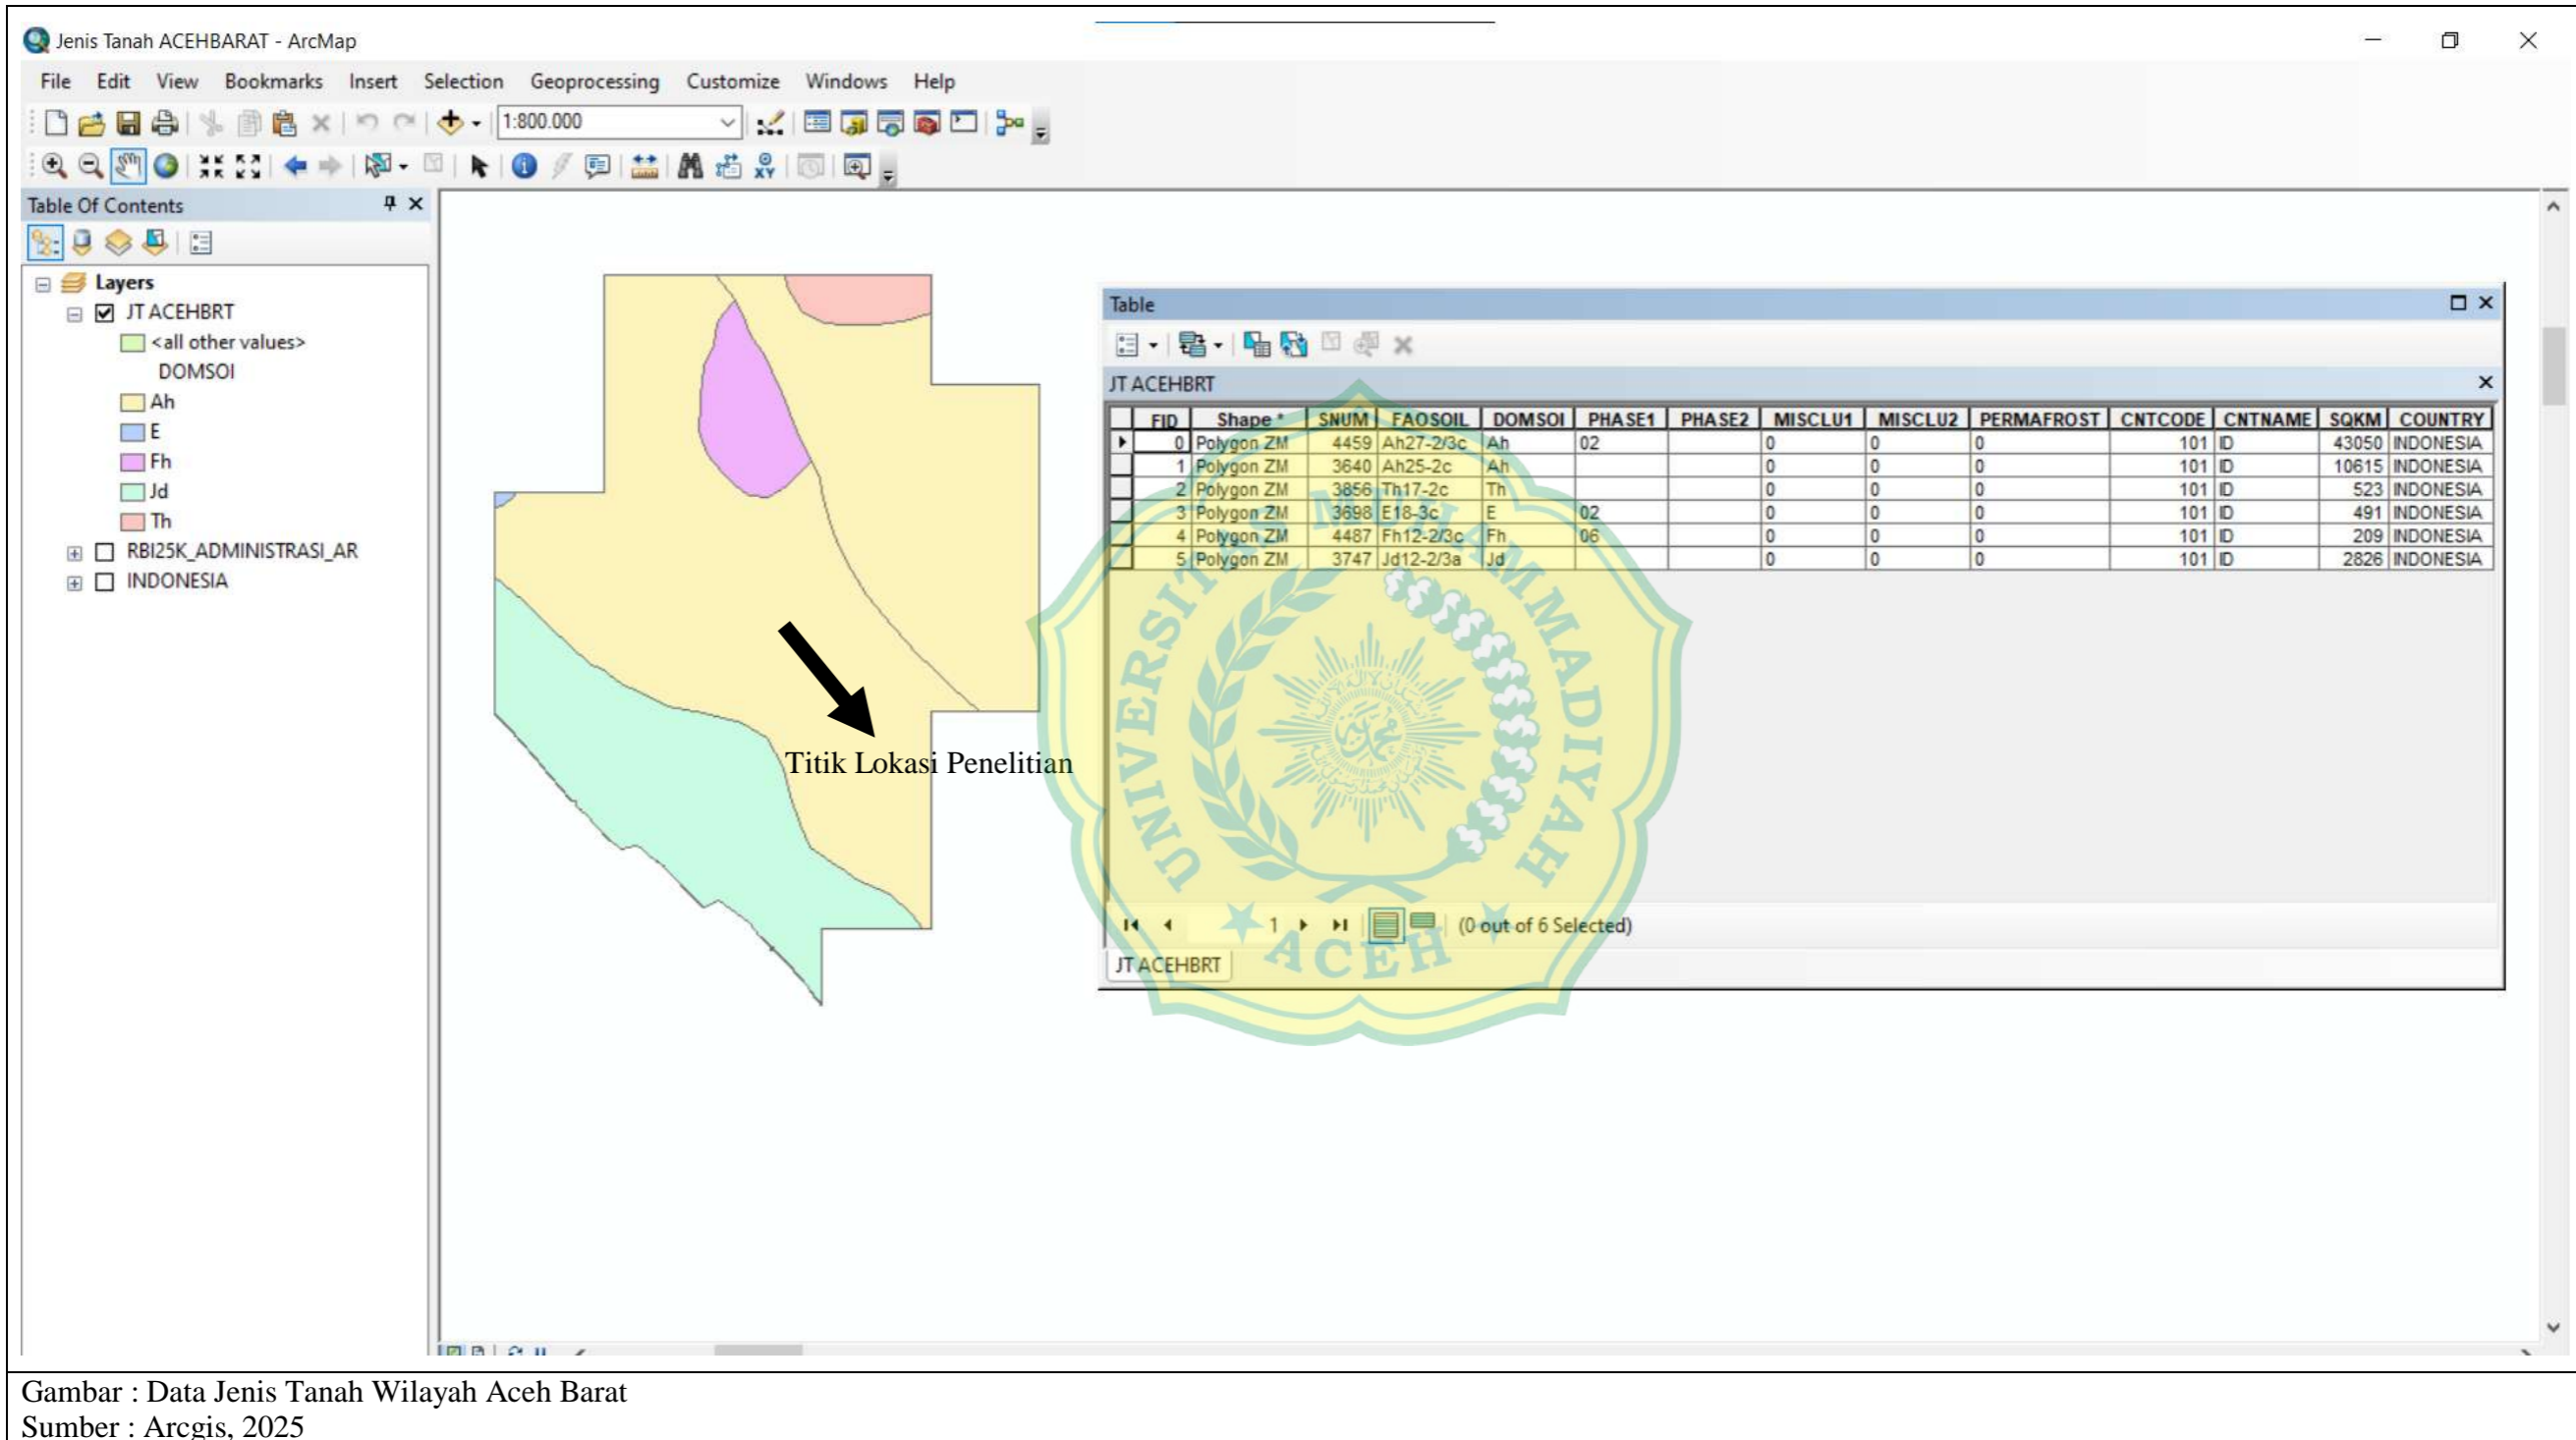 Jenis Tanah ACEHBARAT - ArcMap
File Edit View Bookmarks Insert Selection Geoprocessing Customize Windows Help
1:800.000
Table Of Contents
Layers
JT ACEHBRT
<all other values>
DOMSOI
Ah
E
Fh
Jd
Th
RBI25K_ADMINISTRASI_AR
INDONESIA
Titik Lokasi Penelitian
Table
JT ACEHBRT
FID Shape * SNUM FAOSOIL DOMSOI PHASE1 PHASE2 MISCLU1 MISCLU2 PERMAFROST CNTCODE CNTNAME SQKM COUNTRY
0 Polygon ZM 4459 Ah27-2/3c Ah 02 0 0 0 101 ID 43050 INDONESIA
1 Polygon ZM 3640 Ah25-2c Ah 0 0 0 101 ID 10615 INDONESIA
2 Polygon ZM 3856 Th17-2c Th 0 0 0 101 ID 523 INDONESIA
3 Polygon ZM 3698 E18-3c E 02 0 0 0 101 ID 491 INDONESIA
4 Polygon ZM 4487 Fh12-2/3c Fh 06 0 0 0 101 ID 209 INDONESIA
5 Polygon ZM 3747 Jd12-2/3a Jd 0 0 0 101 ID 2826 INDONESIA
UNIVERSITAS MUHAMMADIYAH
ACEH
1 (0 out of 6 Selected)
JT ACEHBRT
Gambar : Data Jenis Tanah Wilayah Aceh Barat
Sumber : Arcgis, 2025